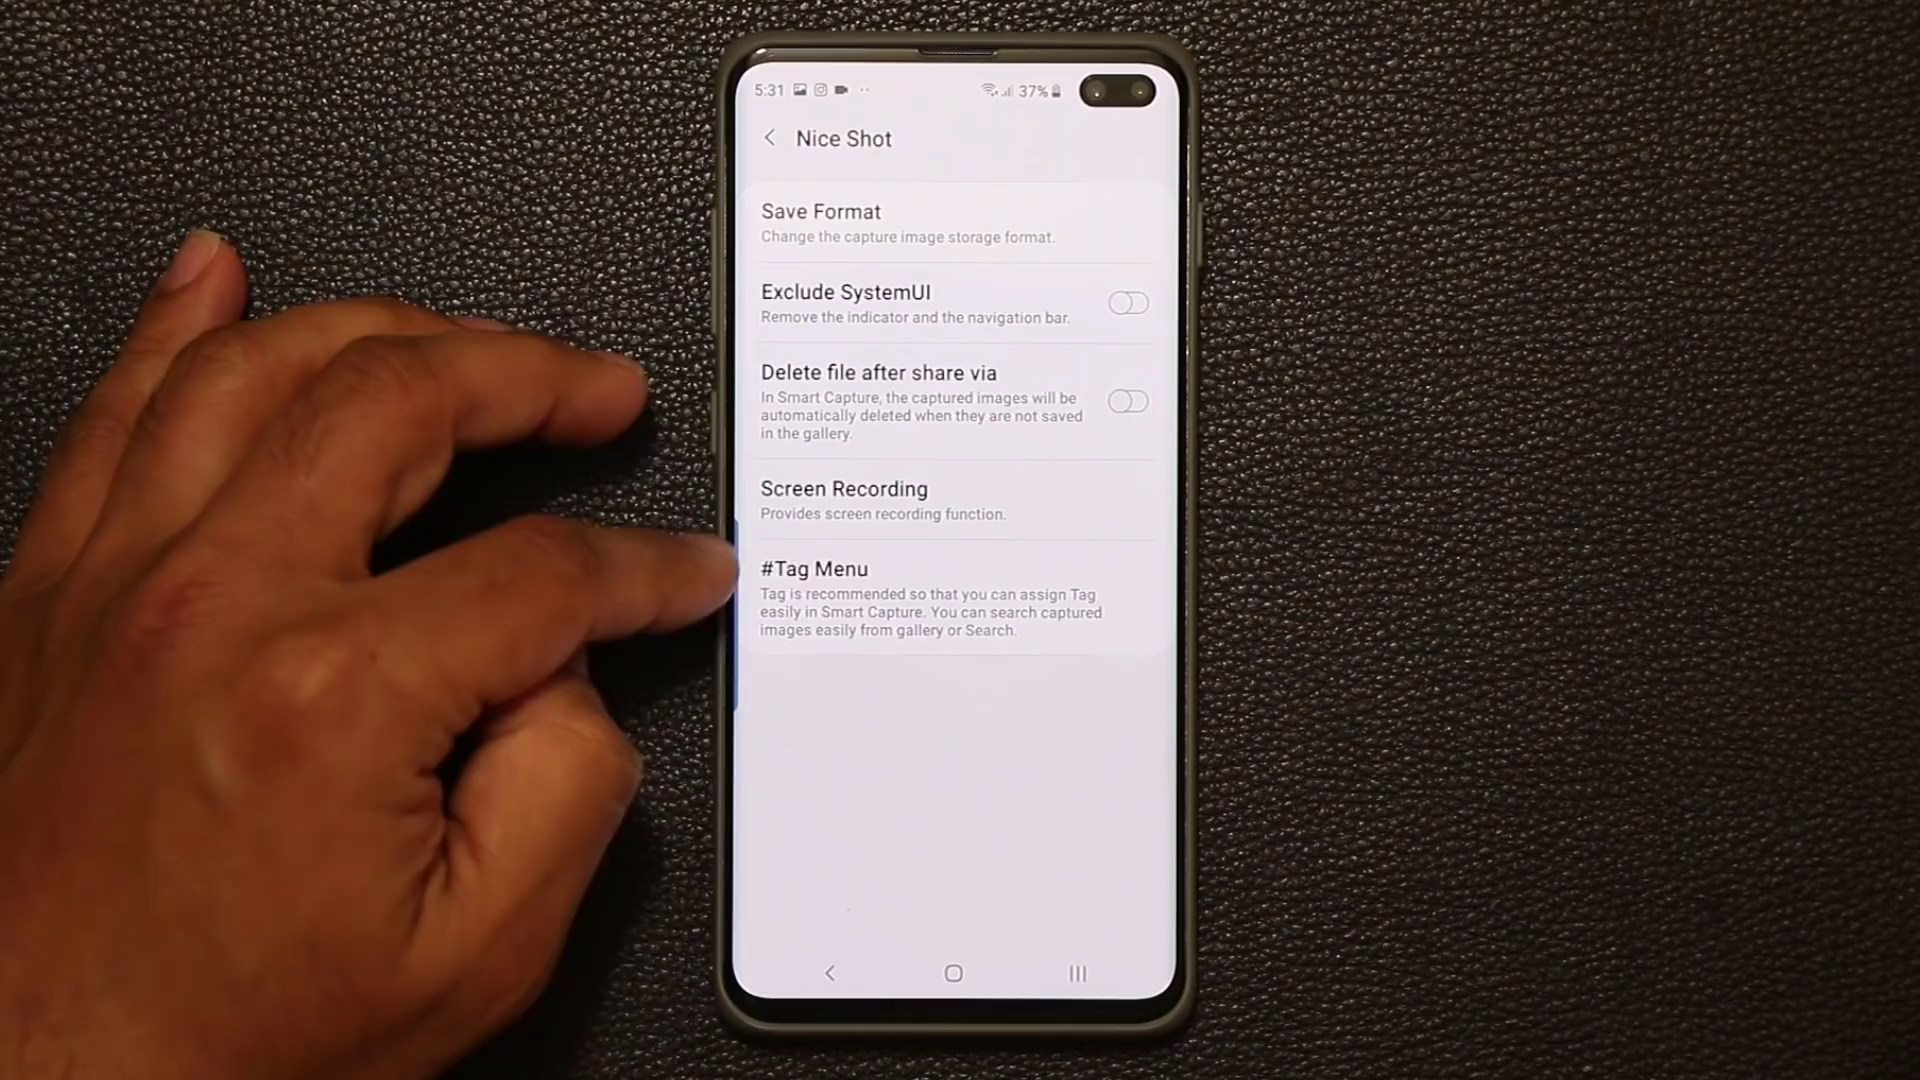 5:31 37%
Nice Shot
Save Format
Change the capture image storage format.
Exclude SystemUI
Remove the indicator and the navigation bar.
Delete file after share via
In Smart Capture, the captured images will be
automatically deleted when they are not saved
in the gallery.
Screen Recording
Provides screen recording function.
#Tag Menu
Tag is recommended so that you can assign Tag
easily in Smart Capture. You can search captured
images easily from gallery or Search.